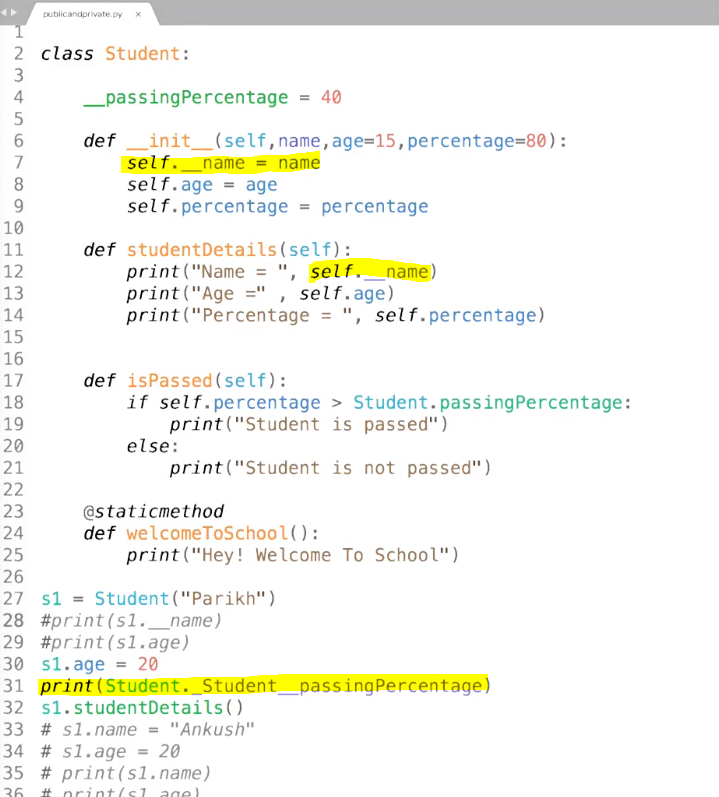 publicandprivate.py ×
1
2 class Student:
3
4 __passingPercentage = 40
5
6 def __init__(self,name,age=15,percentage=80):
7 self.__name = name
8 self.age = age
9 self.percentage = percentage
10
11 def studentDetails(self):
12 print("Name = ", self.__name)
13 print("Age =" , self.age)
14 print("Percentage = ", self.percentage)
15
16
17 def isPassed(self):
18 if self.percentage > Student.passingPercentage:
19 print("Student is passed")
20 else:
21 print("Student is not passed")
22
23 @staticmethod
24 def welcomeToSchool():
25 print("Hey! Welcome To School")
26
27 s1 = Student("Parikh")
28 #print(s1.__name)
29 #print(s1.age)
30 s1.age = 20
31 print(Student._Student__passingPercentage)
32 s1.studentDetails()
33 # s1.name = "Ankush"
34 # s1.age = 20
35 # print(s1.name)
36 # print(s1.age)